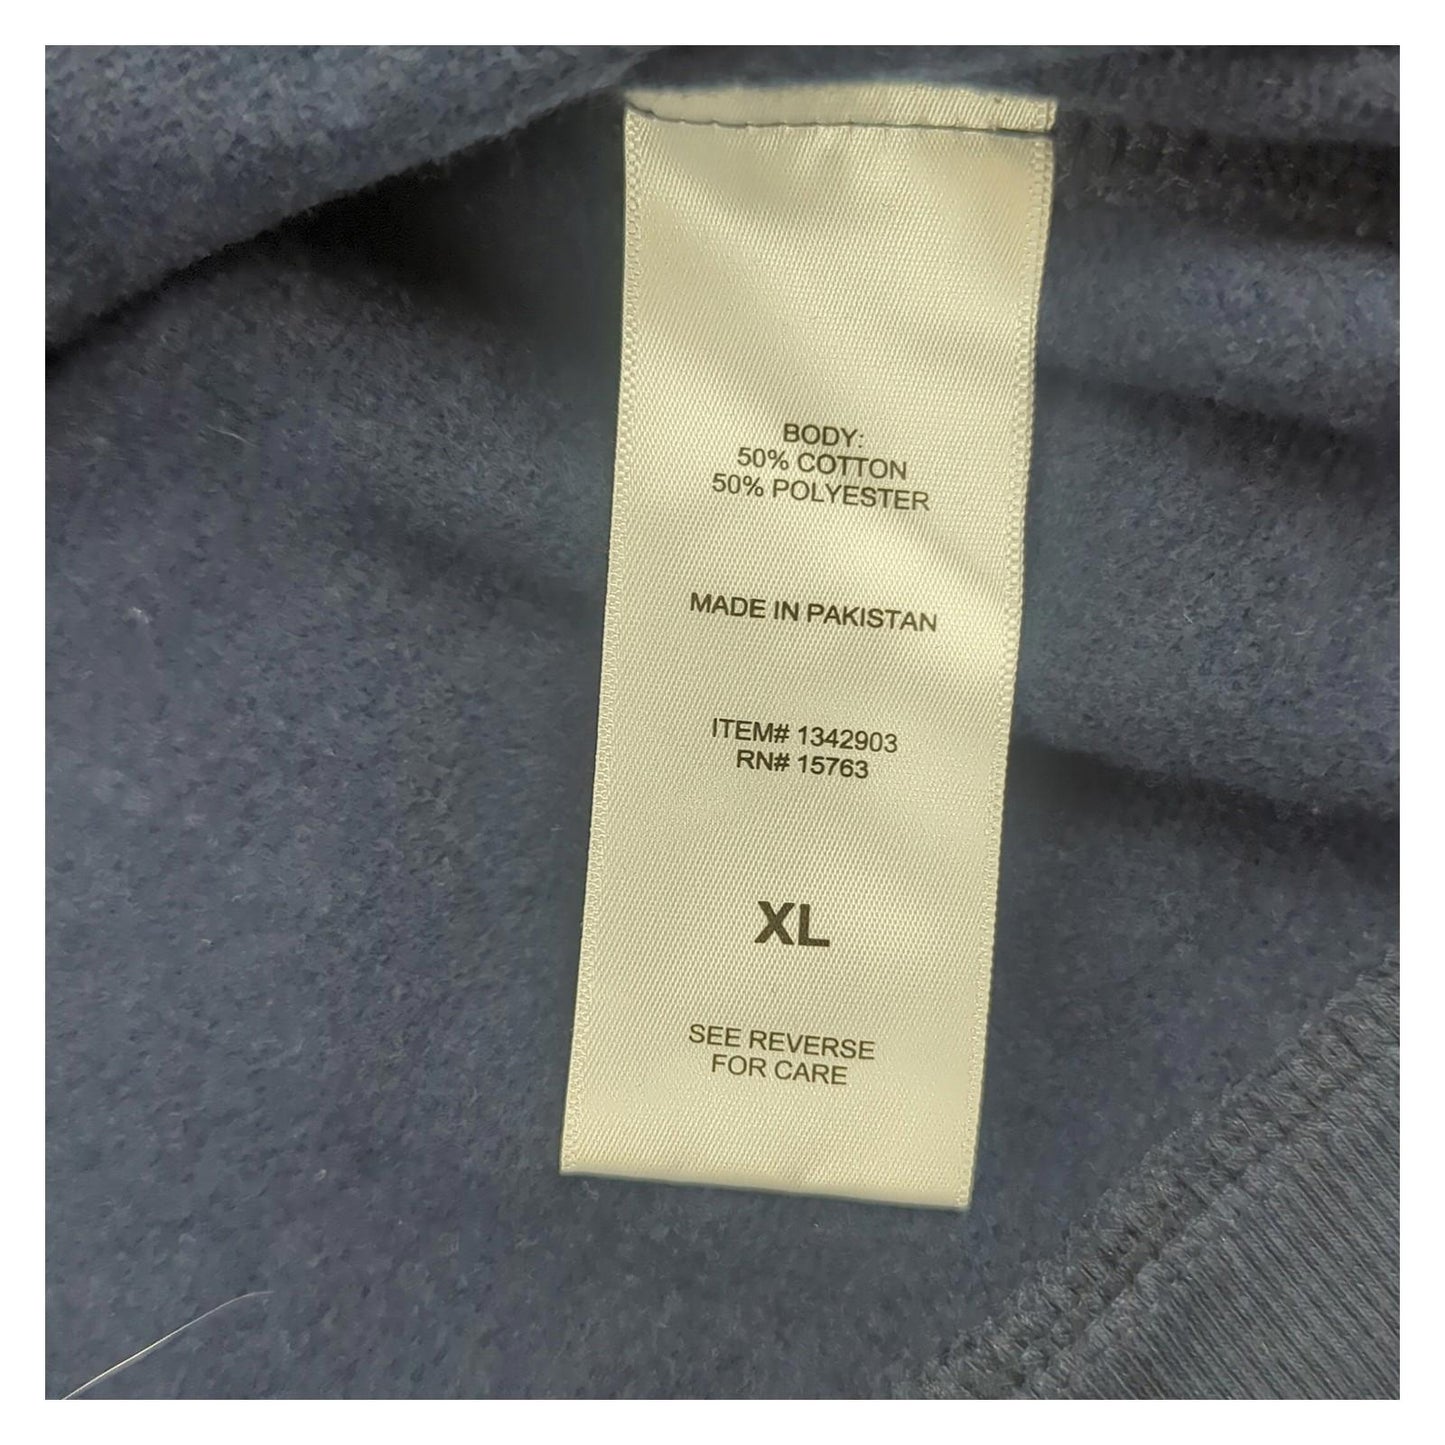 BODY:
50% COTTON
50% POLYESTER
MADE IN PAKISTAN
ITEM# 1342903
RN# 15763
XL
SEE REVERSE
FOR CARE